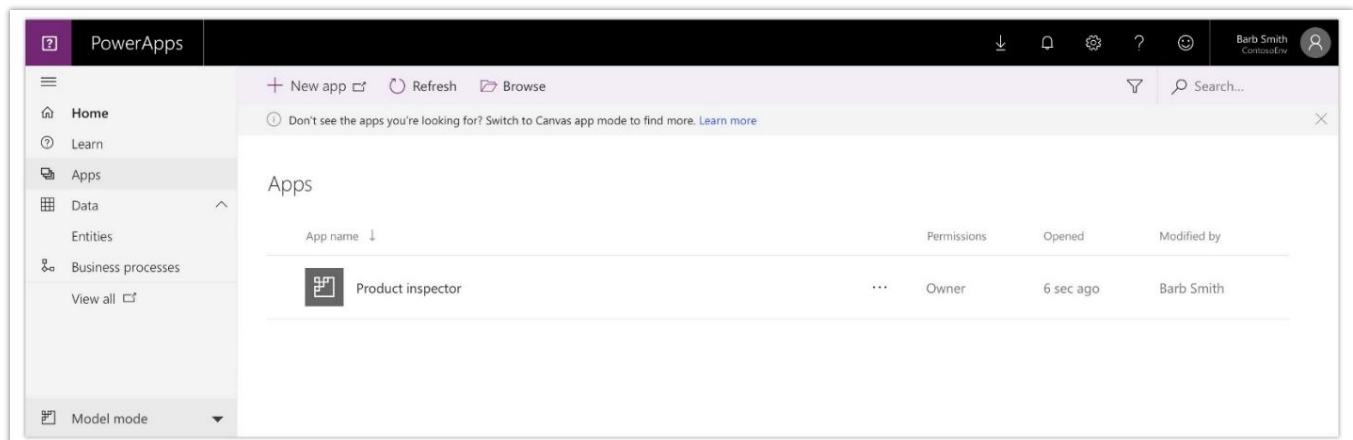 PowerApps
Barb Smith
ContosoEnv
New app
Refresh
Browse
Search...
Home
Don't see the apps you're looking for? Switch to Canvas app mode to find more. Learn more
Learn
Apps
Apps
Data
Entities
App name
Permissions
Opened
Modified by
Business processes
Product inspector
...
Owner
6 sec ago
Barb Smith
View all
Model mode